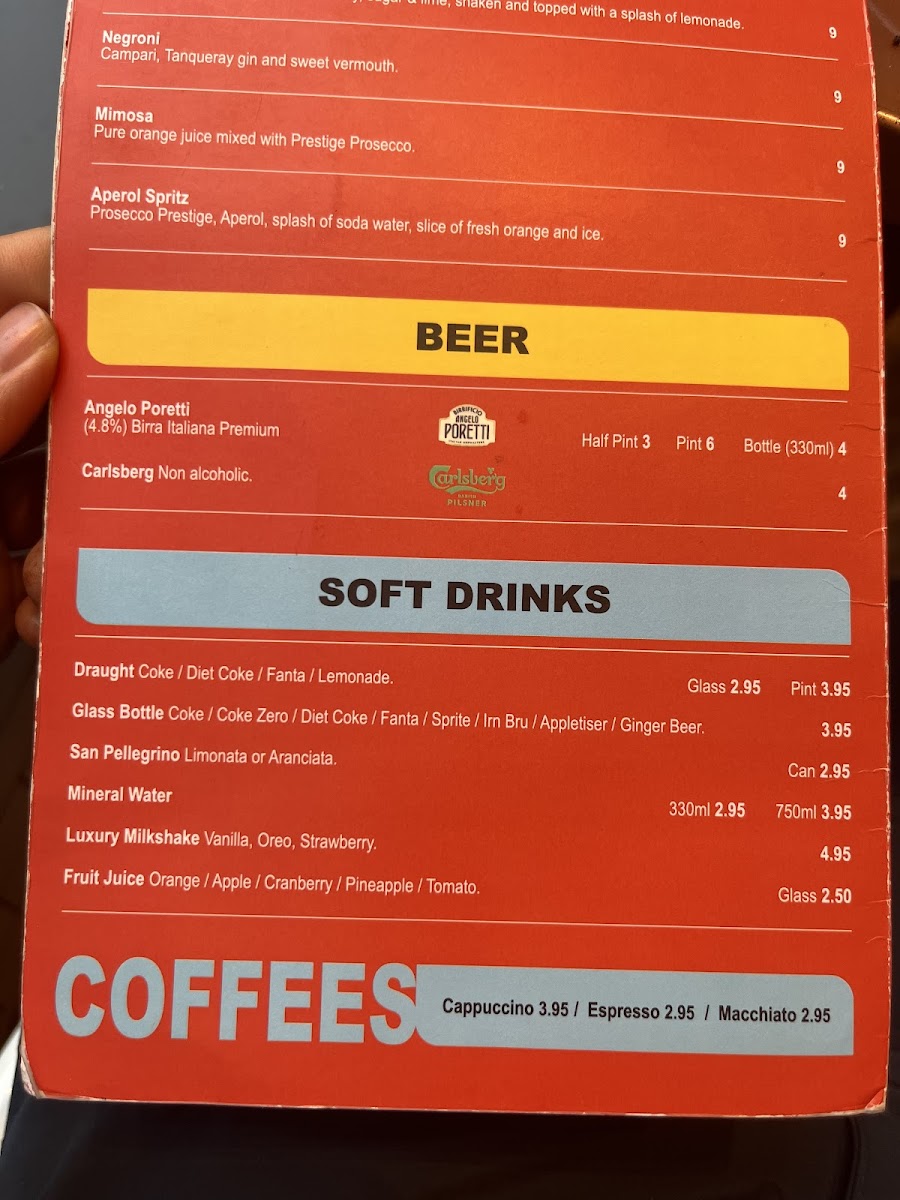 sugar & lime, shaken and topped with a splash of lemonade.
9
Negroni
Campari, Tanqueray gin and sweet vermouth.
9
Mimosa
Pure orange juice mixed with Prestige Prosecco.
9
Aperol Spritz
Prosecco Prestige, Aperol, splash of soda water, slice of fresh orange and ice.
9
BEER
Angelo Poretti
(4.8%) Birra Italiana Premium
BIRRIFICIO
ANGELO
PORETTI
Half Pint 3 Pint 6 Bottle (330ml) 4
Carlsberg Non alcoholic.
Carlsberg
DANISH
PILSNER
4
SOFT DRINKS
Draught Coke / Diet Coke / Fanta / Lemonade.
Glass 2.95 Pint 3.95
Glass Bottle Coke / Coke Zero / Diet Coke / Fanta / Sprite / Irn Bru / Appletiser / Ginger Beer.
3.95
San Pellegrino Limonata or Aranciata.
Can 2.95
Mineral Water
330ml 2.95 750ml 3.95
Luxury Milkshake Vanilla, Oreo, Strawberry.
4.95
Fruit Juice Orange / Apple / Cranberry / Pineapple / Tomato.
Glass 2.50
COFFEES
Cappuccino 3.95 / Espresso 2.95 / Macchiato 2.95